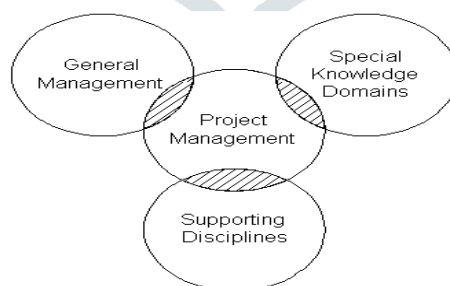 General
Management
Special
Knowledge
Domains
Project
Management
Supporting
Disciplines